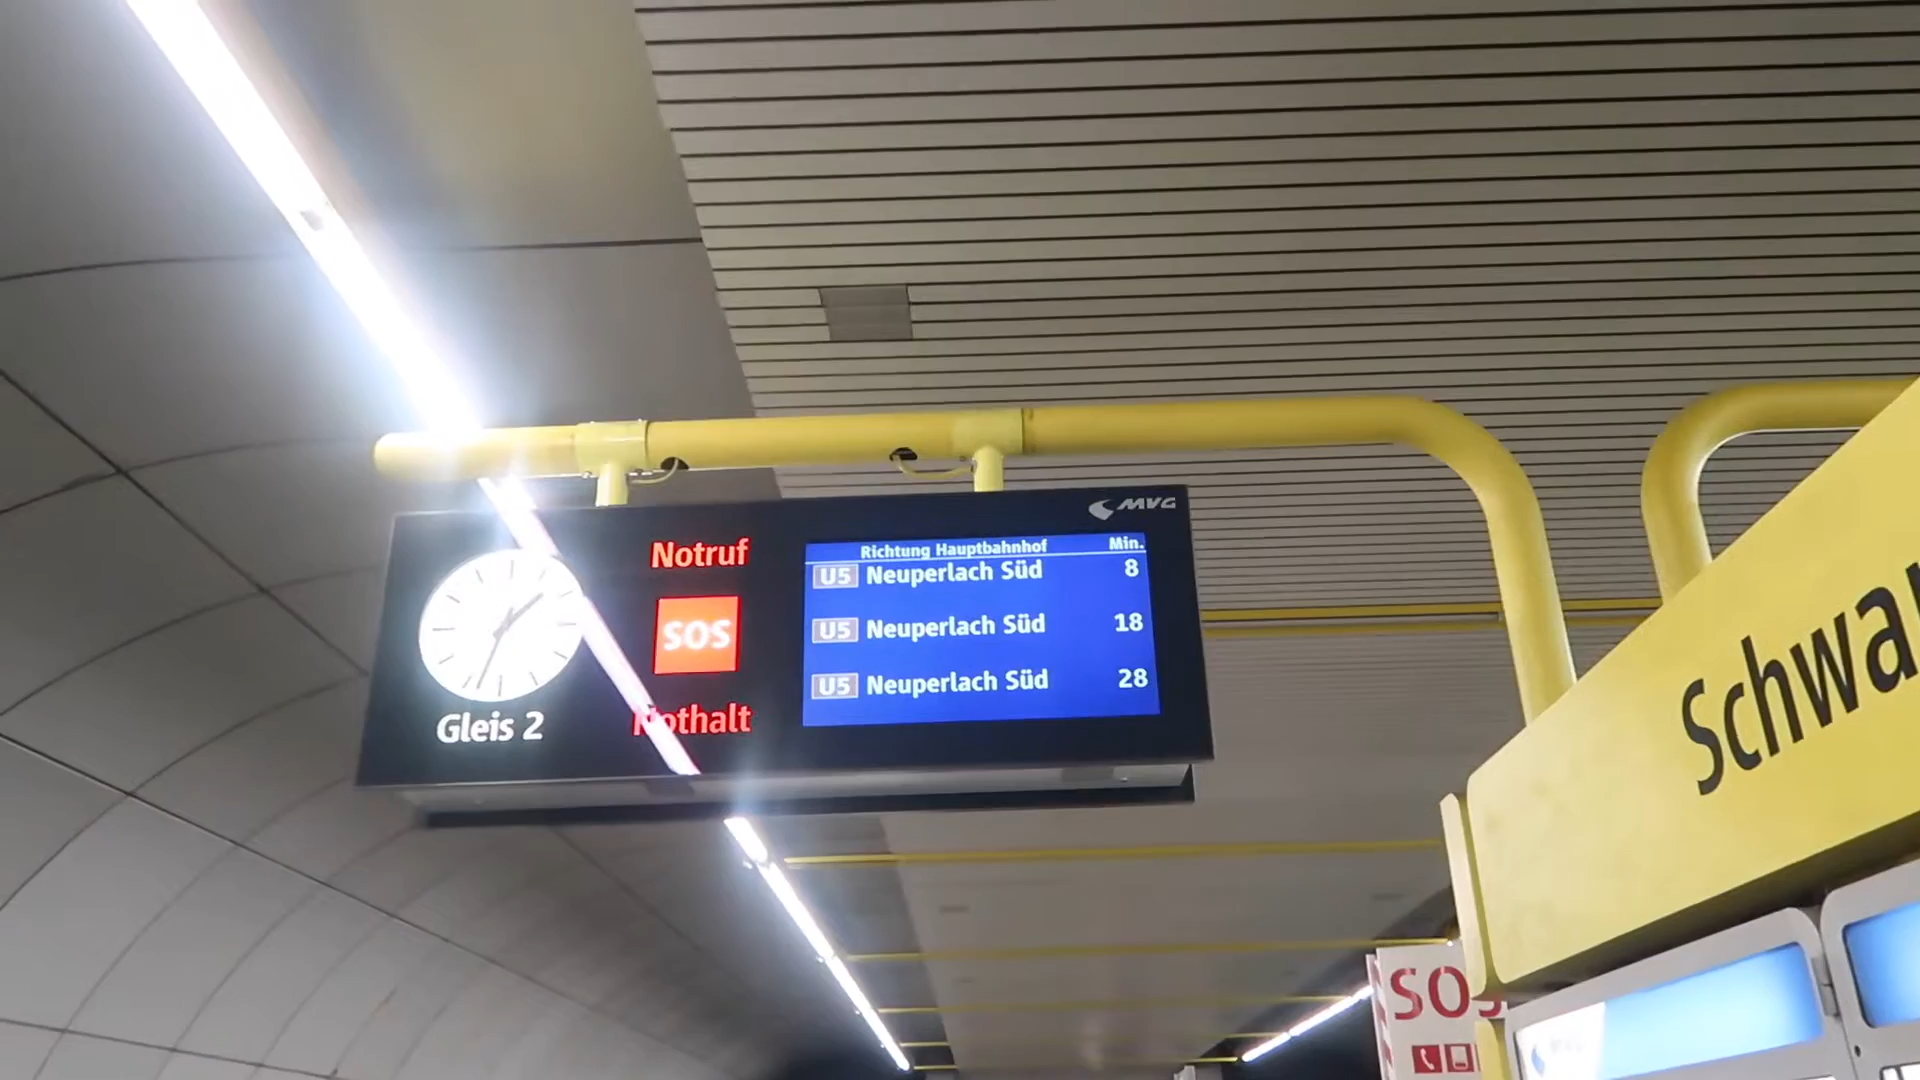 MVG
Notruf
SOS
Nothalt
Gleis 2
Richtung Hauptbahnhof Min.
U5 Neuperlach Süd 8
U5 Neuperlach Süd 18
U5 Neuperlach Süd 28
Schwa
SOS
MVG